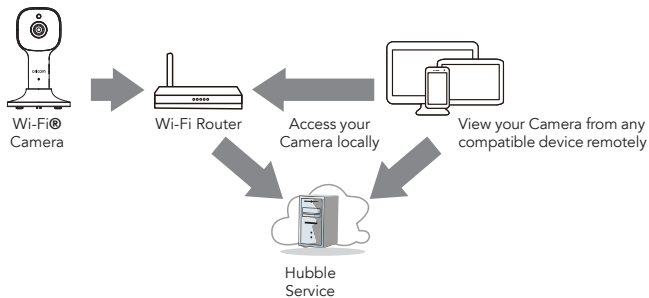 oricom
Wi-Fi®
Camera
Wi-Fi Router
Access your
Camera locally
View your Camera from any
compatible device remotely
Hubble
Service